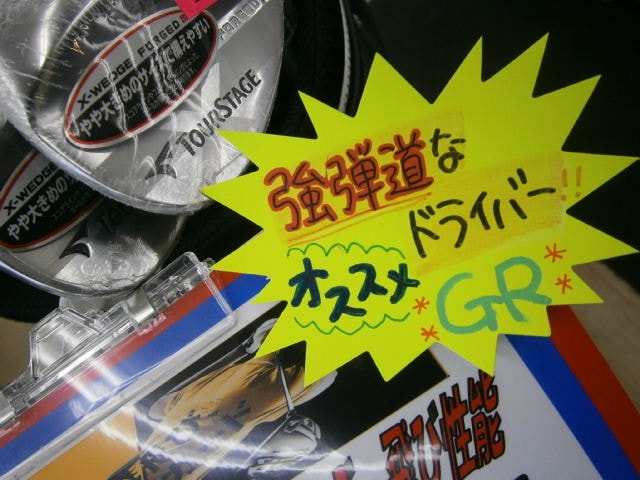 X-WEDGE FORGED
やや大きめのサイズで構えやすい
TOURSTAGE
X-WEDGE
やや大きめの
TOURS
強弾道な
ドライバー!!
オススメ
GR
飛び性能